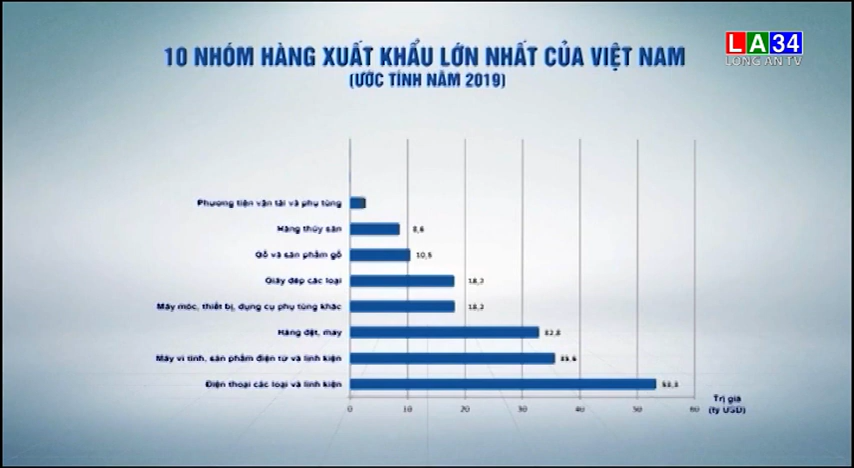 LA34
LONG AN TV
10 NHÓM HÀNG XUẤT KHẨU LỚN NHẤT CỦA VIỆT NAM
(ƯỚC TÍNH NĂM 2019)
Phương tiện vận tải và phụ tùng
Hàng thủy sản 8,6
Gỗ và sản phẩm gỗ 10,5
Giày dép các loại
Máy móc, thiết bị, dụng cụ phụ tùng khác
Hàng dệt, may 32,8
Máy vi tính, sản phẩm điện tử và linh kiện 35,6
Điện thoại các loại và linh kiện 53,3
0 10 20 30 40 50 60
Trị giá
(tỷ USD)